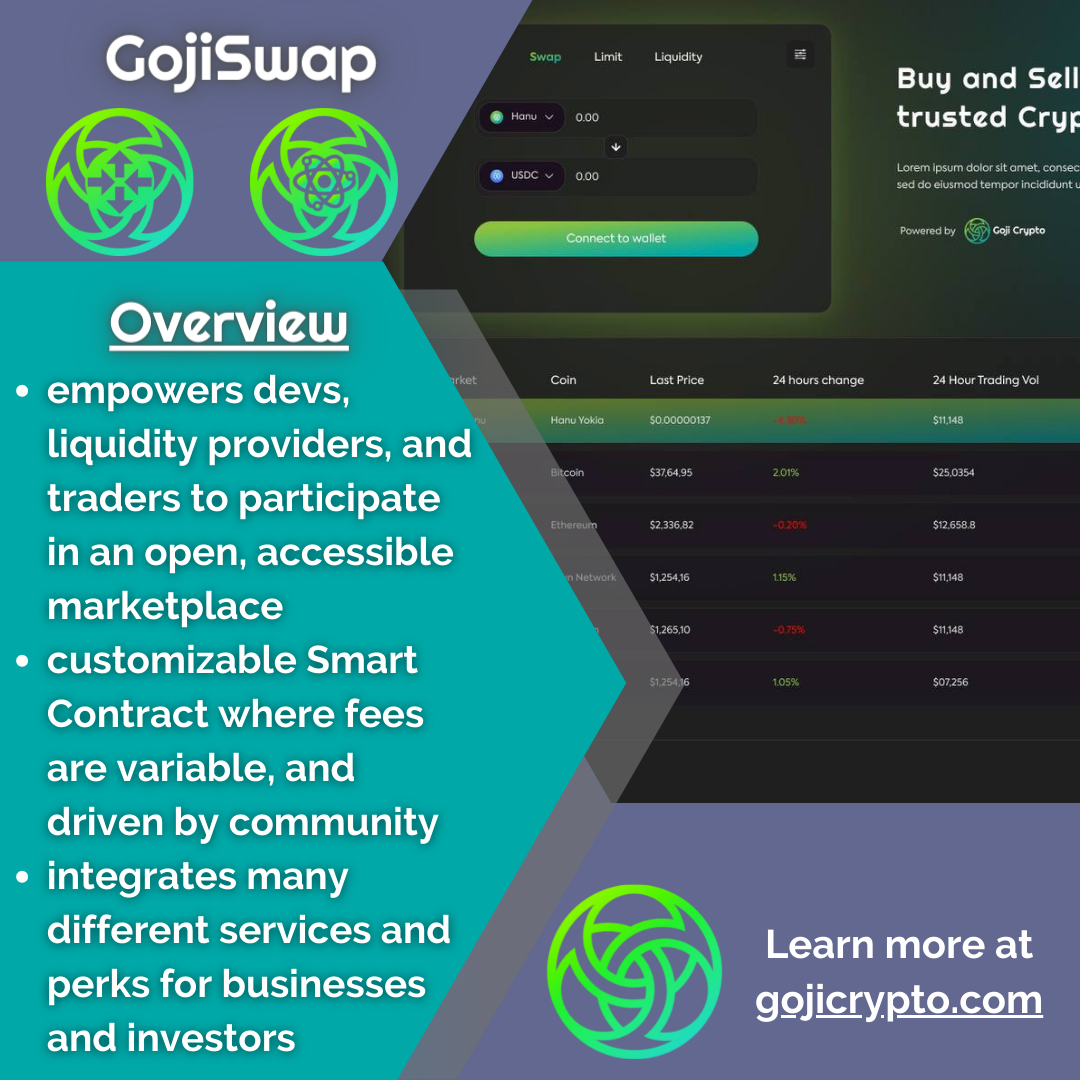 GojiSwap
Swap Limit Liquidity
Hanu 0.00
USDC 0.00
Connect to wallet
Buy and Sell
trusted
Lorem ipsum dolor sit amet,
sed do eiusmod tempor incididunt
Powered by Goji Crypto
Overview
• empowers devs,
liquidity providers, and
traders to participate
in an open, accessible
marketplace
• customizable Smart
Contract where fees
are variable, and
driven by community
• integrates many
different services and
perks for businesses
and investors
Coin Last Price 24 hours change 24 Hour Trading Vol
Hanu Yokia $0.00000137 $11,148
Bitcoin $37,64,95 2.01% $25,0354
Ethereum $2,336,82 -0.20% $12,658.8
Network $1,254,16 1.15% $11,148
$1,265,10 -0.75% $11,148
$1,254,16 1.05% $07,256
Learn more at
gojicrypto.com